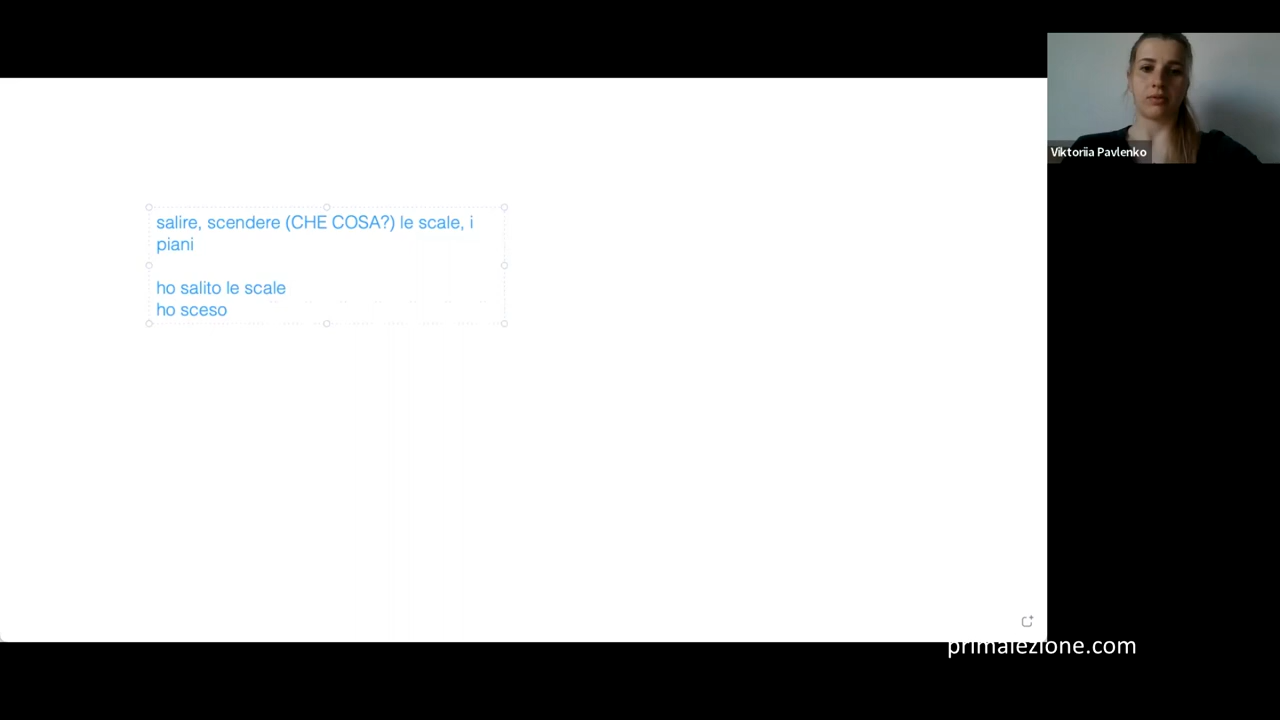 Viktoriia Pavlenko
salire, scendere (CHE COSA?) le scale, i
piani
ho salito le scale
ho sceso
primalezione.com